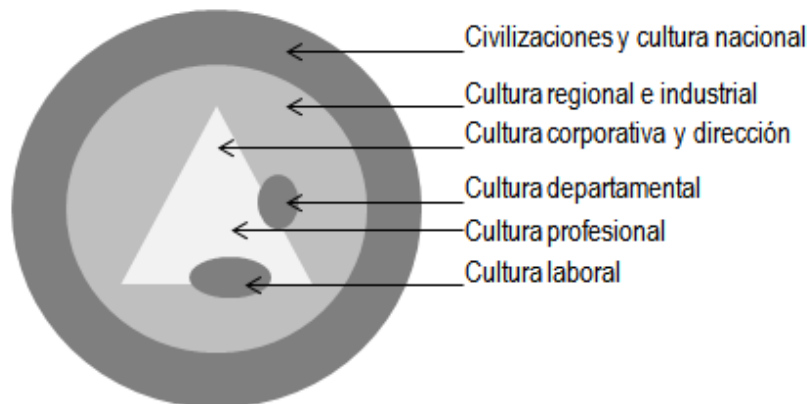 Civilizaciones y cultura nacional
Cultura regional e industrial
Cultura corporativa y dirección
Cultura departamental
Cultura profesional
Cultura laboral